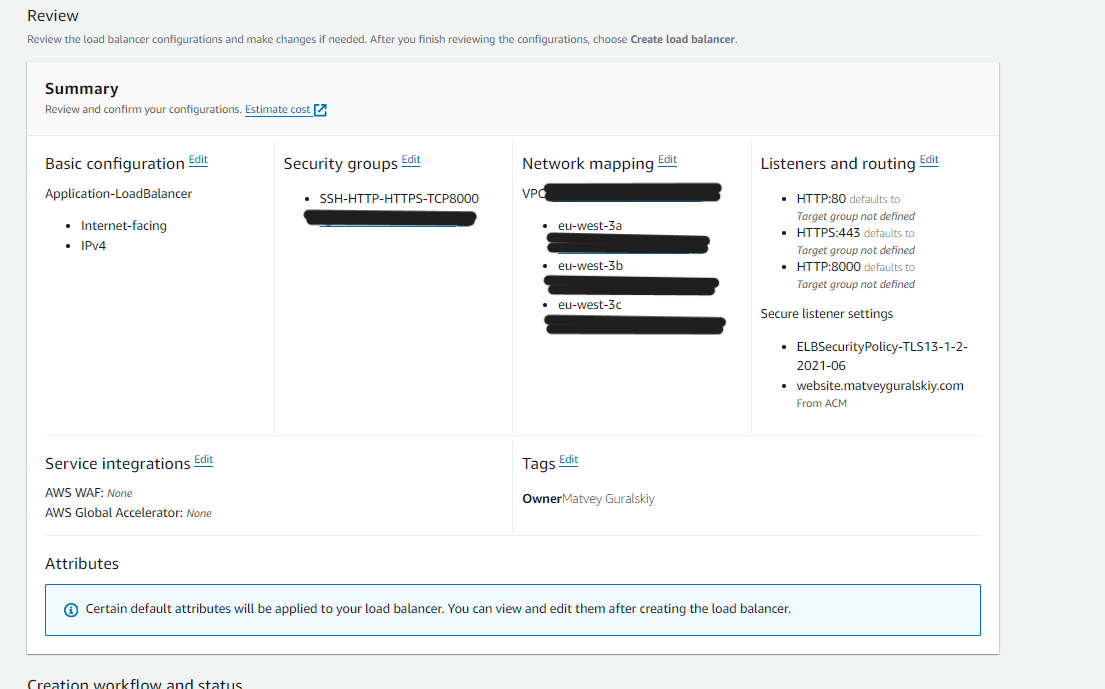 Review
Review the load balancer configurations and make changes if needed. After you finish reviewing the configurations, choose Create load balancer.
Summary
Review and confirm your configurations. Estimate cost
Basic configuration Edit
Application-LoadBalancer
Internet-facing
IPv4
Security groups Edit
SSH-HTTP-HTTPS-TCP8000
Network mapping Edit
VPC
eu-west-3a
eu-west-3b
eu-west-3c
Listeners and routing Edit
HTTP:80 defaults to
Target group not defined
HTTPS:443 defaults to
Target group not defined
HTTP:8000 defaults to
Target group not defined
Secure listener settings
ELBSecurityPolicy-TLS13-1-2-
2021-06
website.matveyguralskiy.com
From ACM
Service integrations Edit
AWS WAF: None
AWS Global Accelerator: None
Tags Edit
OwnerMatvey Guralskiy
Attributes
Certain default attributes will be applied to your load balancer. You can view and edit them after creating the load balancer.
Creation workflow and status